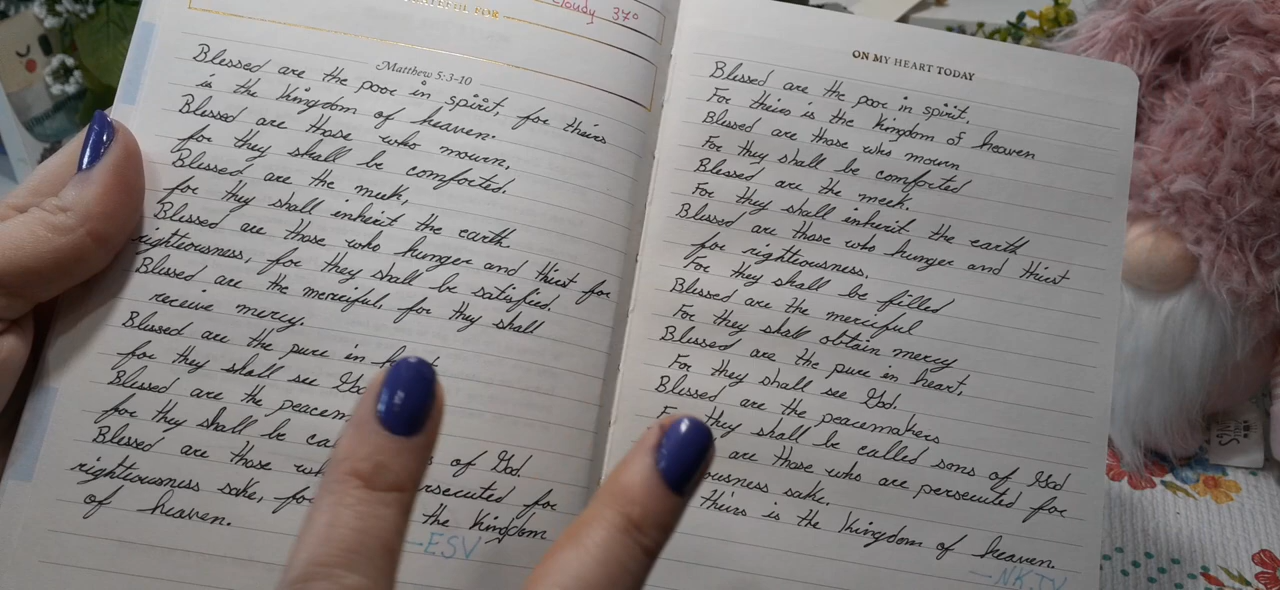 GRATEFUL FOR
Cloudy 37°
Matthew 5:3-10
Blessed are the poor in spirit, for theirs
is the kingdom of heaven.
Blessed are those who mourn,
for they shall be comforted.
Blessed are the meek,
for they shall inherit the earth
Blessed are those who hunger and thirst for
righteousness, for they shall be satisfied.
Blessed are the merciful, for they shall
receive mercy.
Blessed are the pure in
for they shall see
Blessed are the
for they shall be of God.
Blessed are those for
righteousness sake, the kingdom
of heaven.
-ESV
ON MY HEART TODAY
Blessed are the poor in spirit,
For theirs is the kingdom of heaven
Blessed are those who mourn
For they shall be comforted
Blessed are the meek,
For they shall inherit the earth
Blessed are those who hunger and thirst
for righteousness,
For they shall be filled
Blessed are the merciful
For they shall obtain mercy
Blessed are the pure in heart,
For they shall see God.
Blessed are the peacemakers
they shall be called sons of God
are those who are persecuted for
sake.
theirs is the kingdom of heaven.
-NKJV